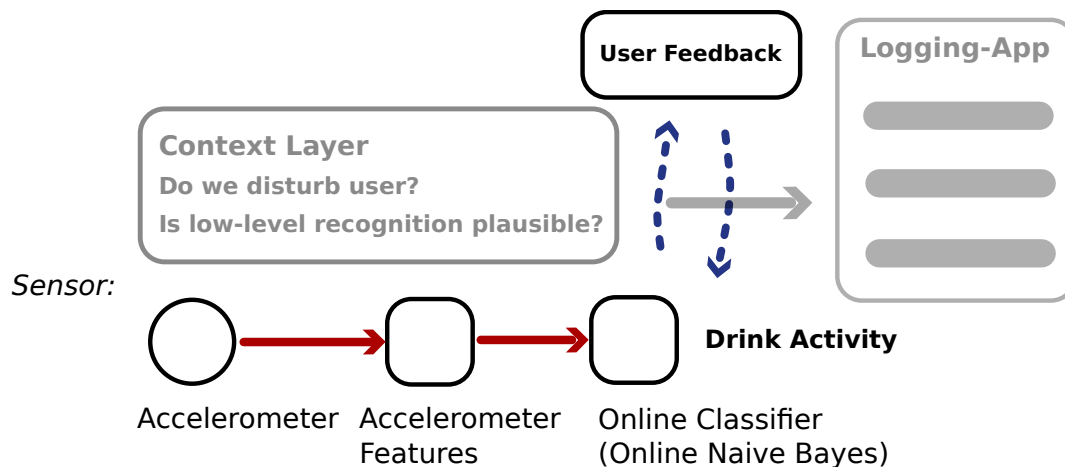 User Feedback
Logging-App
Context Layer
Do we disturb user?
Is low-level recognition plausible?
Sensor:
Drink Activity
Accelerometer
Accelerometer
Features
Online Classifier
(Online Naive Bayes)